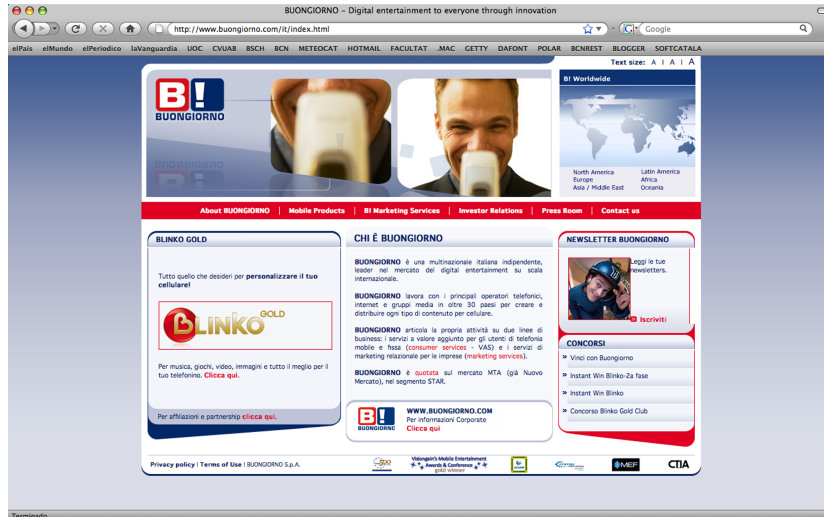 BUONGIORNO – Digital entertainment to everyone through innovation
http://www.buongiorno.com/it/index.html
Google
elPais elMundo elPeriodico laVanguardia UOC CVUAB BSCH BCN METEOCAT HOTMAIL FACULTAT .MAC GETTY DAFONT POLAR BCNREST BLOGGER SOFTCATALA
Text size: A | A | A
B!
BUONGIORNO
B! Worldwide
North America Latin America
Europe Africa
Asia / Middle East Oceania
About BUONGIORNO | Mobile Products | B! Marketing Services | Investor Relations | Press Room | Contact us
BLINKO GOLD
Tutto quello che desideri per personalizzare il tuo
cellulare!
BLINKO GOLD
Per musica, giochi, video, immagini e tutto il meglio per il
tuo telefonino. Clicca qui.
Per affiliazioni e partnership clicca qui.
CHI È BUONGIORNO
BUONGIORNO è una multinazionale italiana indipendente,
leader nel mercato del digital entertainment su scala
internazionale.
BUONGIORNO lavora con i principali operatori telefonici,
internet e gruppi media in oltre 30 paesi per creare e
distribuire ogni tipo di contenuto per cellulare.
BUONGIORNO articola la propria attività su due linee di
business: i servizi a valore aggiunto per gli utenti di telefonia
mobile e fissa (consumer services - VAS) e i servizi di
marketing relazionale per le imprese (marketing services).
BUONGIORNO è quotata sul mercato MTA (già Nuovo
Mercato), nel segmento STAR.
B!
BUONGIORNO
WWW.BUONGIORNO.COM
Per informazioni Corporate
Clicca qui
NEWSLETTER BUONGIORNO
Leggi le tue
newsletters.
Iscriviti
CONCORSI
» Vinci con Buongiorno
» Instant Win Blinko-2a fase
» Instant Win Blinko
» Concorso Blinko Gold Club
Privacy policy | Terms of Use | BUONGIORNO S.p.A.
Visiongain's Mobile Entertainment
Awards & Conference
gold winner
MEF
CTIA
Terminado